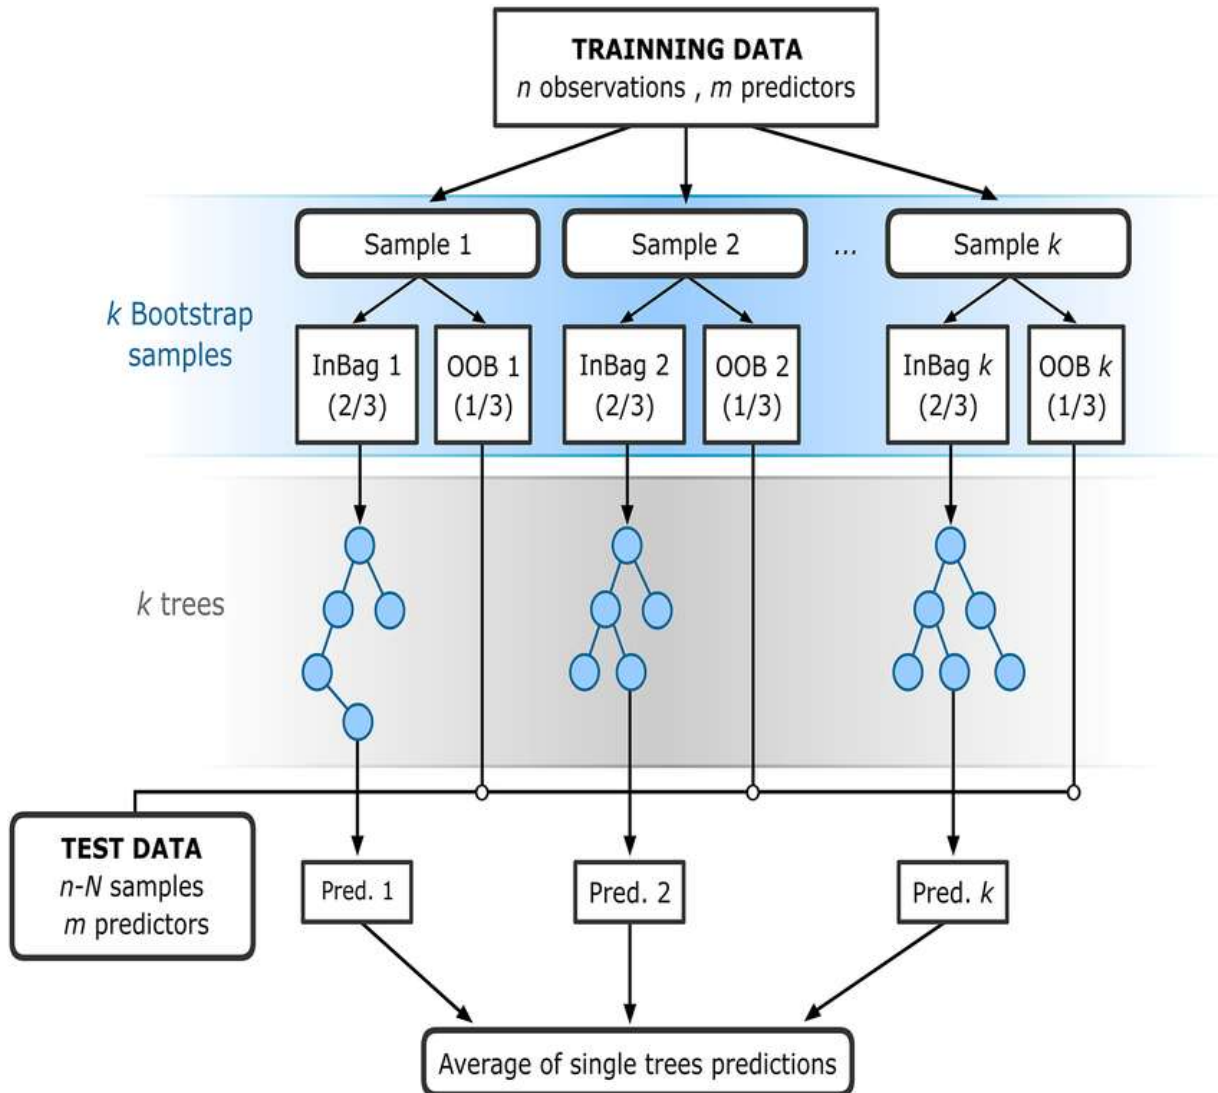 TRAINNING DATA
n observations , m predictors
Sample 1
Sample 2
...
Sample k
k Bootstrap
samples
InBag 1
(2/3)
OOB 1
(1/3)
InBag 2
(2/3)
OOB 2
(1/3)
InBag k
(2/3)
OOB k
(1/3)
k trees
TEST DATA
n-N samples
m predictors
Pred. 1
Pred. 2
Pred. k
Average of single trees predictions